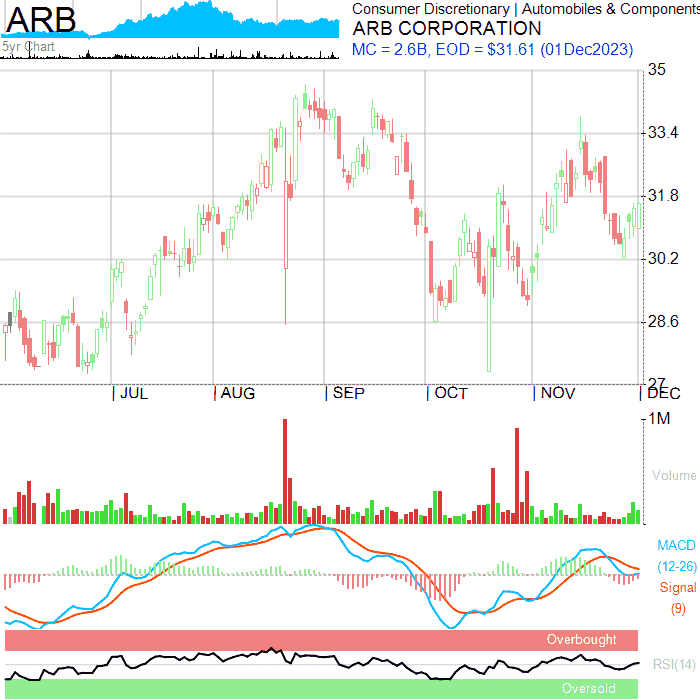 ARB
5yr Chart
Consumer Discretionary | Automobiles & Components
ARB CORPORATION
MC = 2.6B, EOD = $31.61 (01Dec2023)
35
33.4
31.8
30.2
28.6
27
JUL
AUG
SEP
OCT
NOV
DEC
1M
Volume
MACD
(12-26)
Signal
(9)
Overbought
RSI(14)
Oversold